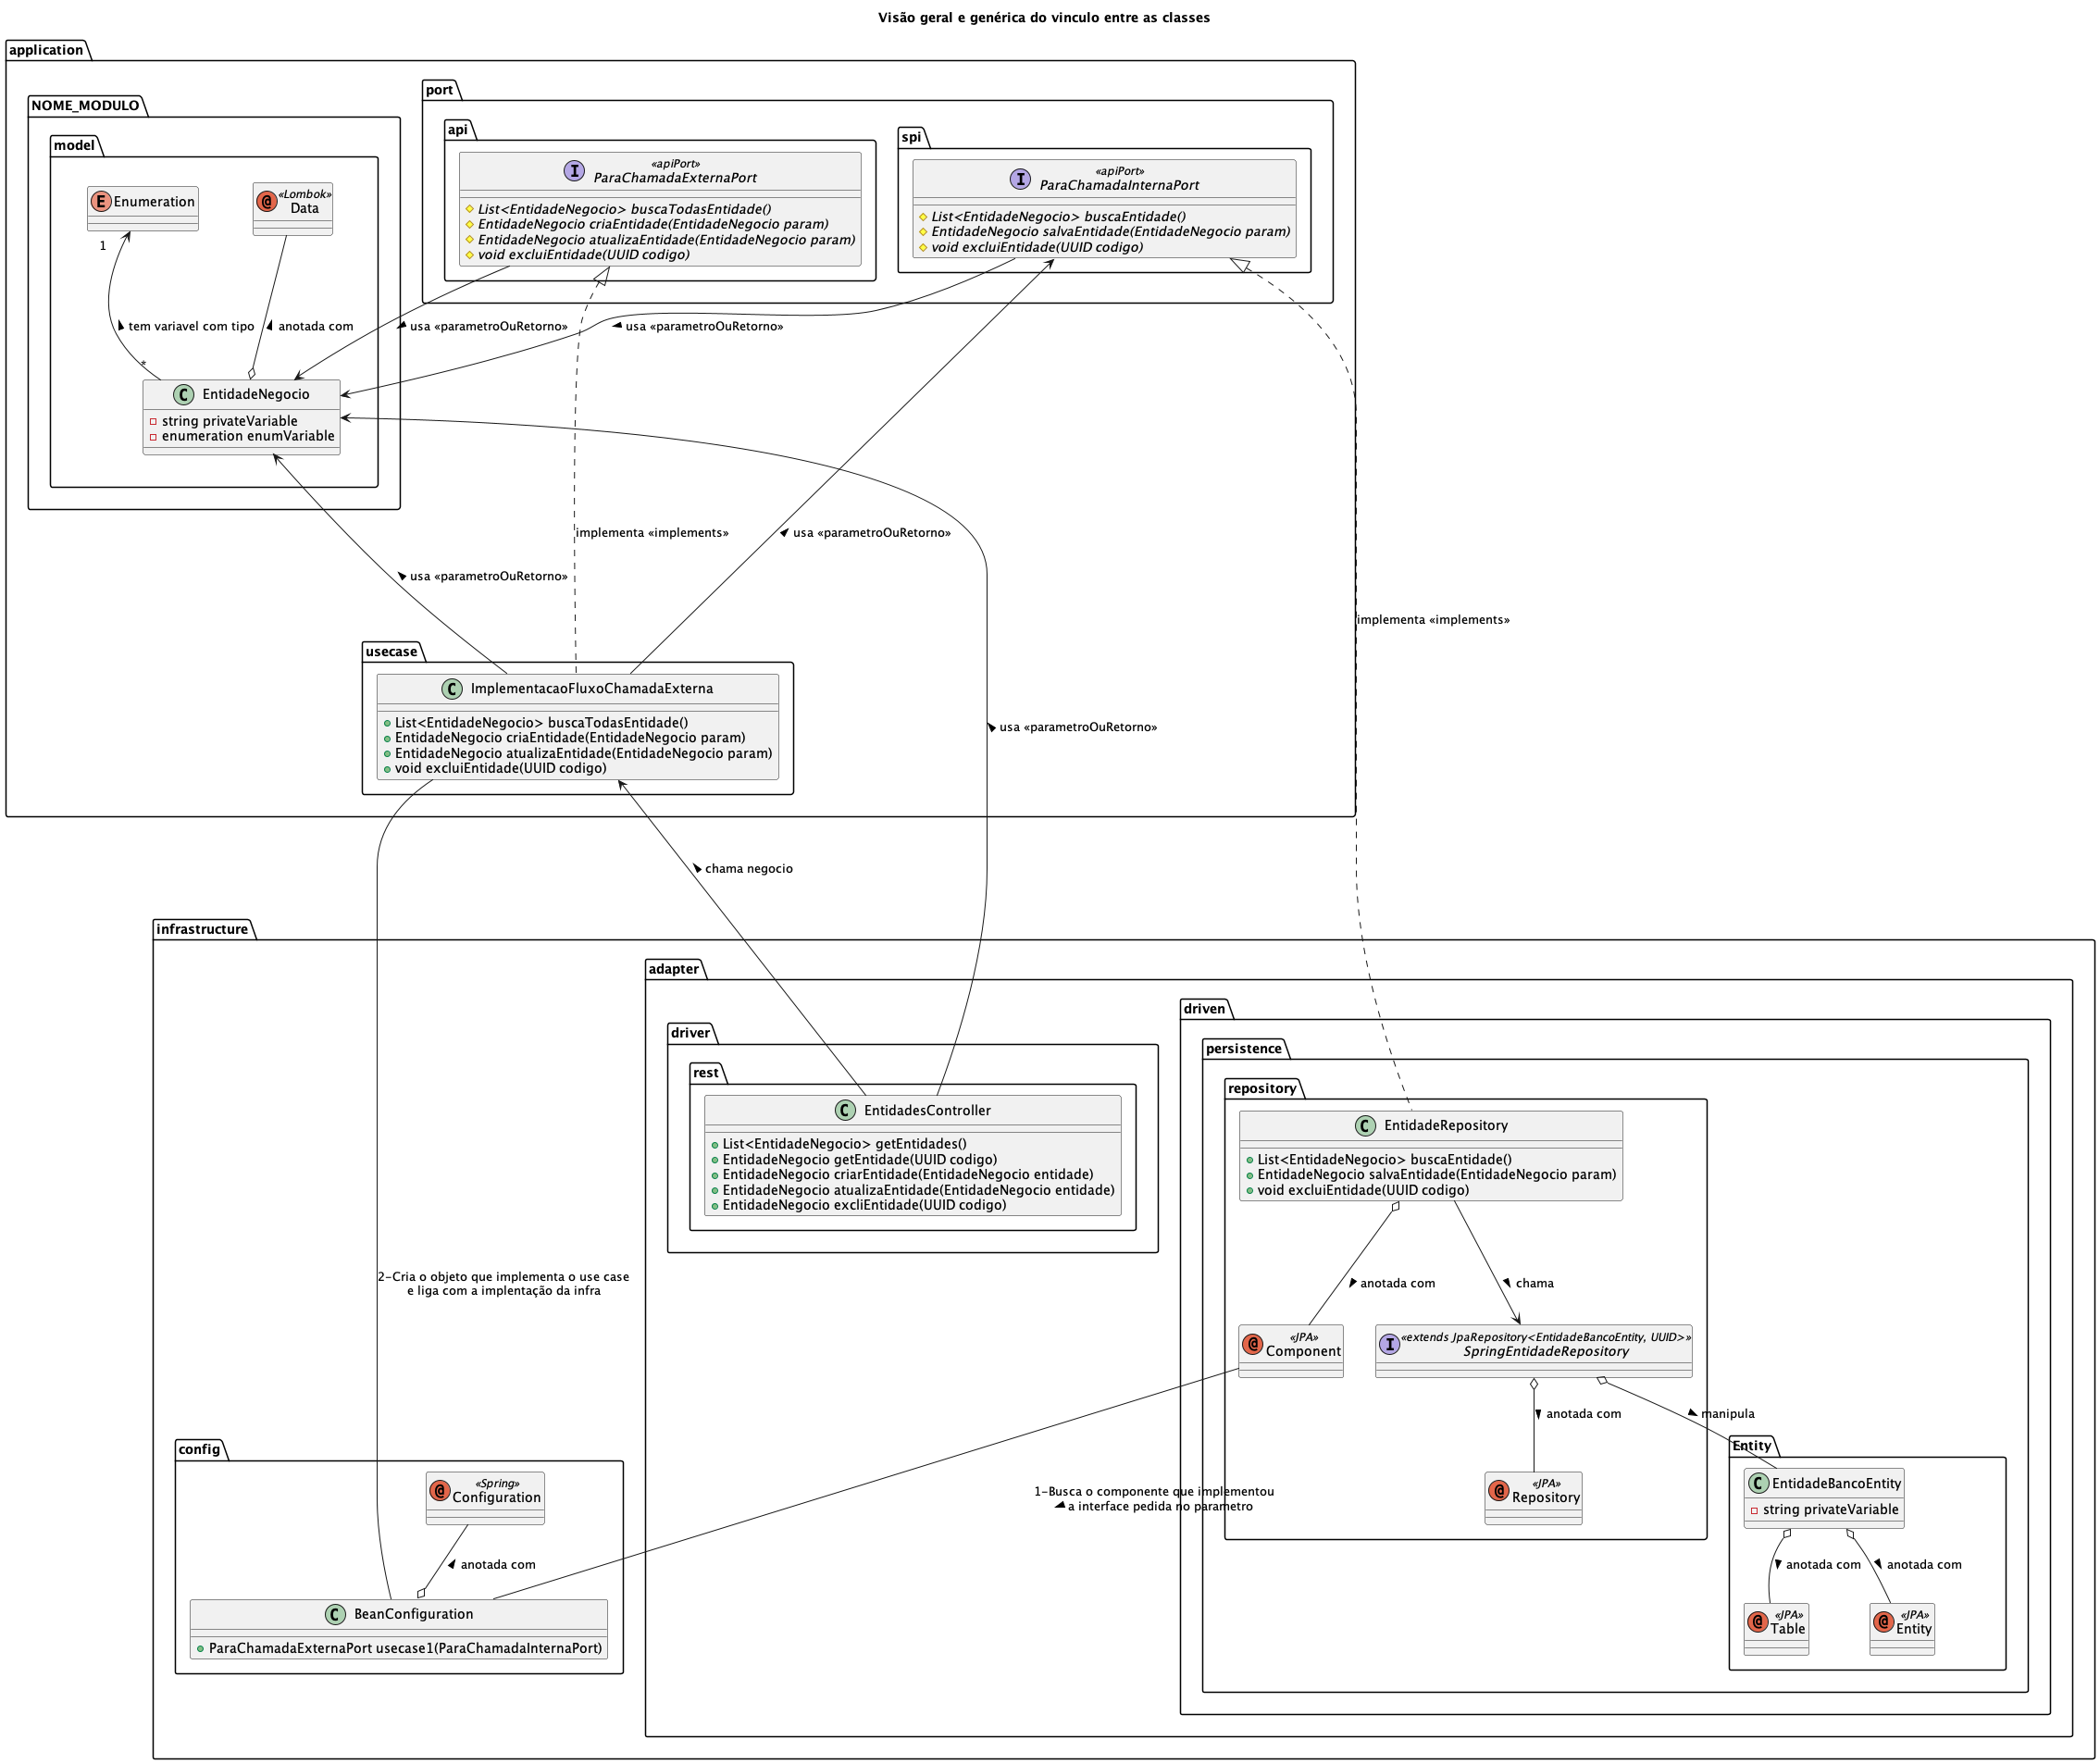 Visão geral e genérica do vinculo entre as classes
application
NOME_MODULO
model
E Enumeration
@ «Lombok»
Data
1
tem variavel com tipo
anotada com
*
C EntidadeNegocio
string privateVariable
enumeration enumVariable
port
api
I «apiPort»
ParaChamadaExternaPort
List<EntidadeNegocio> buscaTodasEntidade()
EntidadeNegocio criaEntidade(EntidadeNegocio param)
EntidadeNegocio atualizaEntidade(EntidadeNegocio param)
void excluiEntidade(UUID codigo)
spi
I «apiPort»
ParaChamadaInternaPort
List<EntidadeNegocio> buscaEntidade()
EntidadeNegocio salvaEntidade(EntidadeNegocio param)
void excluiEntidade(UUID codigo)
usa «parametroOuRetorno»
usa «parametroOuRetorno»
implementa «implements»
usa «parametroOuRetorno»
usa «parametroOuRetorno»
implementa «implements»
usecase
C ImplementacaoFluxoChamadaExterna
List<EntidadeNegocio> buscaTodasEntidade()
EntidadeNegocio criaEntidade(EntidadeNegocio param)
EntidadeNegocio atualizaEntidade(EntidadeNegocio param)
void excluiEntidade(UUID codigo)
usa «parametroOuRetorno»
chama negocio
infrastructure
adapter
driver
rest
C EntidadesController
List<EntidadeNegocio> getEntidades()
EntidadeNegocio getEntidade(UUID codigo)
EntidadeNegocio criarEntidade(EntidadeNegocio entidade)
EntidadeNegocio atualizaEntidade(EntidadeNegocio entidade)
EntidadeNegocio excliEntidade(UUID codigo)
driven
persistence
repository
C EntidadeRepository
List<EntidadeNegocio> buscaEntidade()
EntidadeNegocio salvaEntidade(EntidadeNegocio param)
void excluiEntidade(UUID codigo)
anotada com
chama
@ «JPA»
Component
I «extends JpaRepository<EntidadeBancoEntity, UUID>»
SpringEntidadeRepository
anotada com
manipula
@ «JPA»
Repository
Entity
C EntidadeBancoEntity
string privateVariable
anotada com
anotada com
@ «JPA»
Table
@ «JPA»
Entity
2-Cria o objeto que implementa o use case
e liga com a implentação da infra
1-Busca o componente que implementou
a interface pedida no parametro
config
@ «Spring»
Configuration
anotada com
C BeanConfiguration
ParaChamadaExternaPort usecase1(ParaChamadaInternaPort)